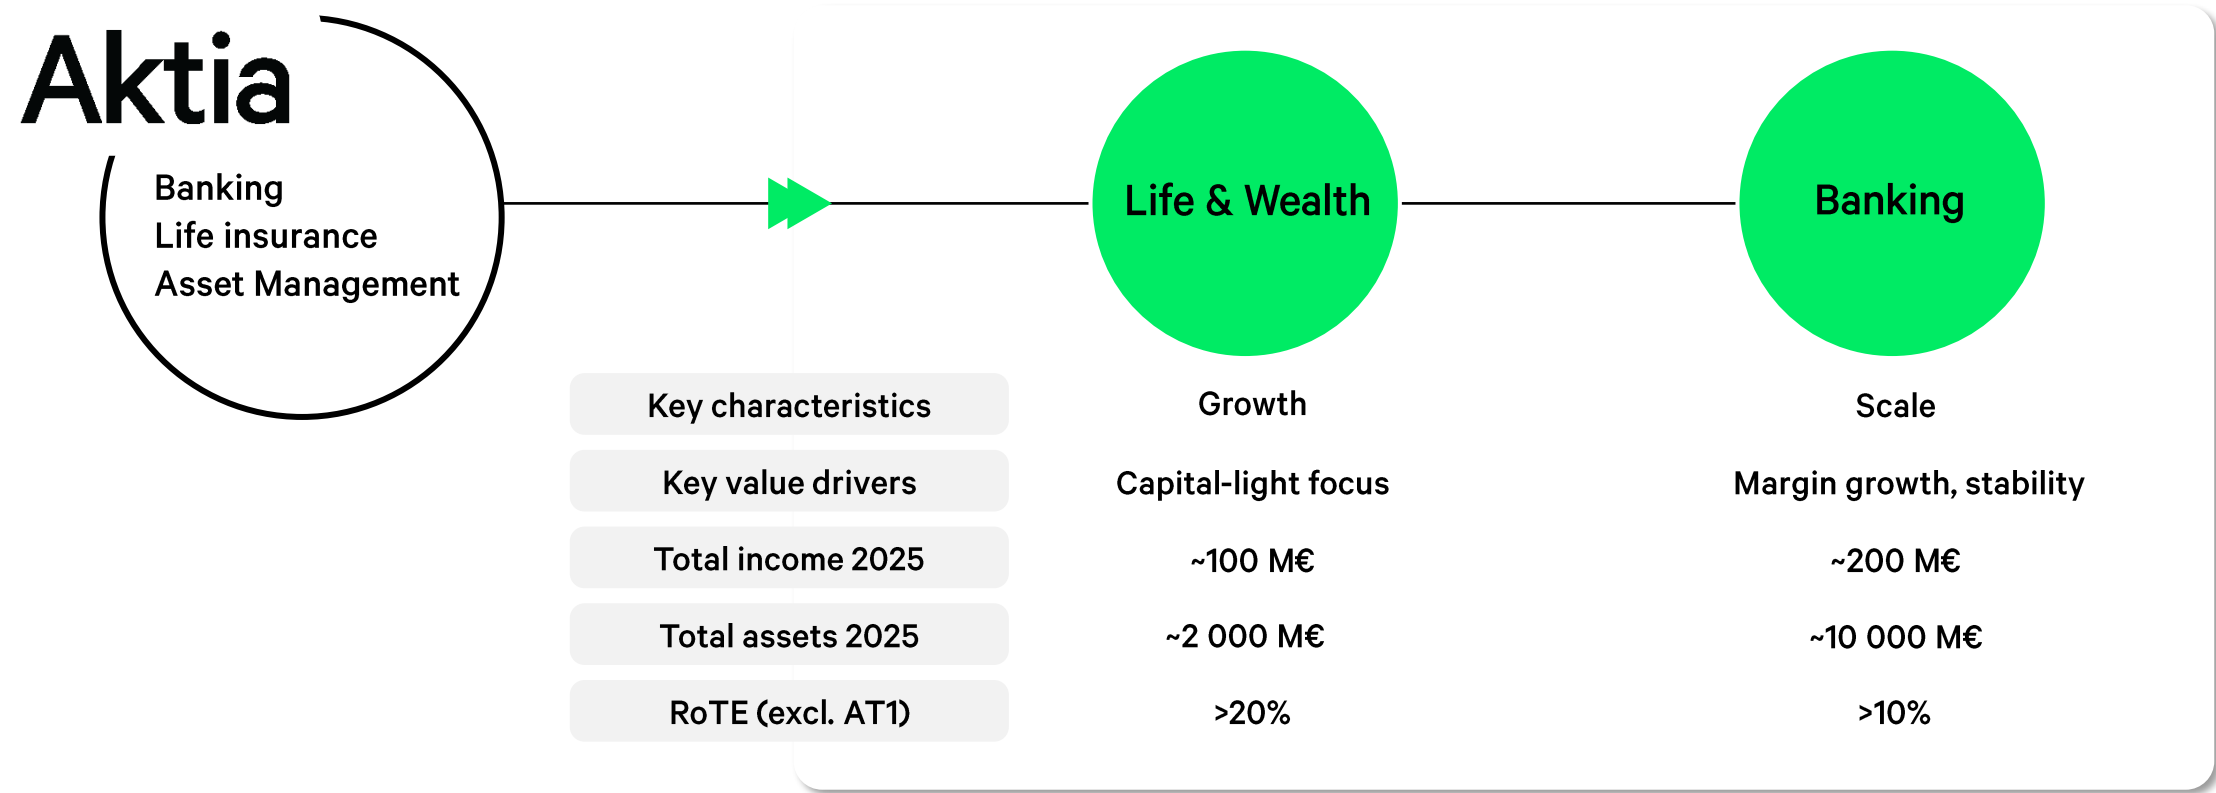 Aktia
Banking
Life insurance
Asset Management
Life & Wealth
Banking
Key characteristics
Growth
Scale
Key value drivers
Capital-light focus
Margin growth, stability
Total income 2025
~100 M€
~200 M€
Total assets 2025
~2 000 M€
~10 000 M€
RoTE (excl. AT1)
>20%
>10%